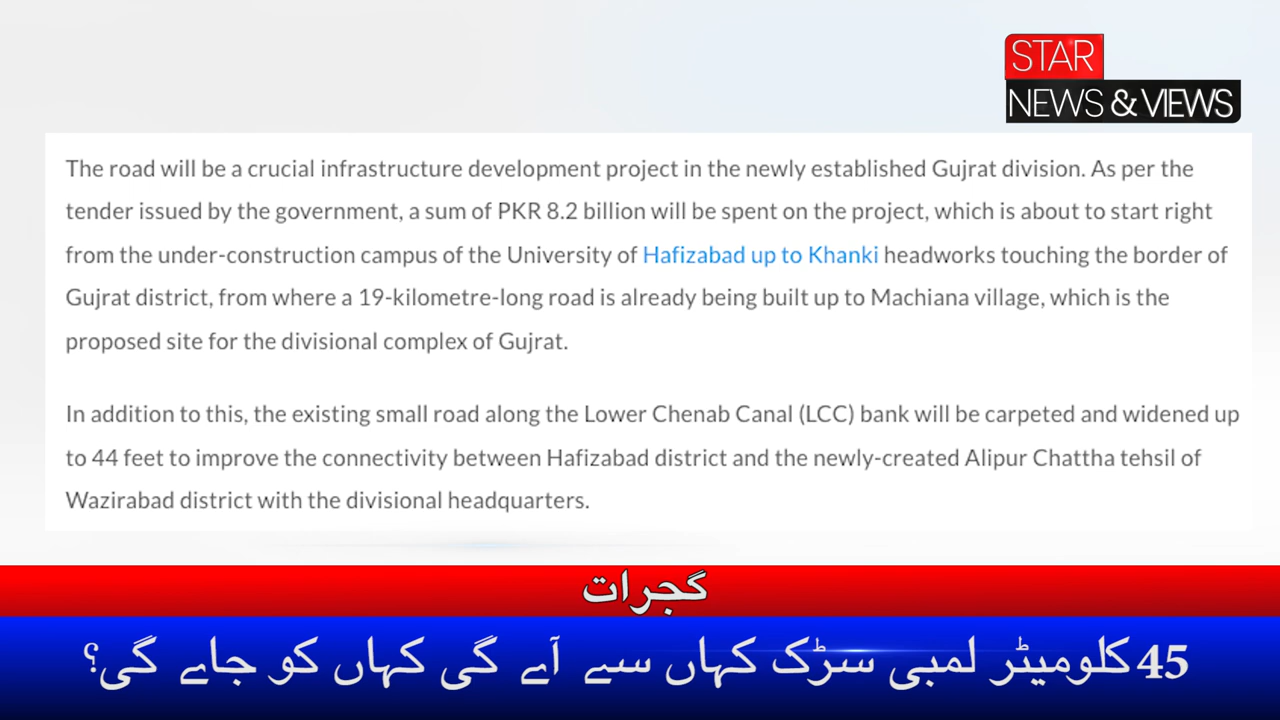 STAR
NEWS & VIEWS
The road will be a crucial infrastructure development project in the newly established Gujrat division. As per the
tender issued by the government, a sum of PKR 8.2 billion will be spent on the project, which is about to start right
from the under-construction campus of the University of Hafizabad up to Khanki headworks touching the border of
Gujrat district, from where a 19-kilometre-long road is already being built up to Machiana village, which is the
proposed site for the divisional complex of Gujrat.
In addition to this, the existing small road along the Lower Chenab Canal (LCC) bank will be carpeted and widened up
to 44 feet to improve the connectivity between Hafizabad district and the newly-created Alipur Chattha tehsil of
Wazirabad district with the divisional headquarters.
گجرات
45 کلومیٹر لمبی سڑک کہاں سے آے گی کہاں کو جاے گی؟